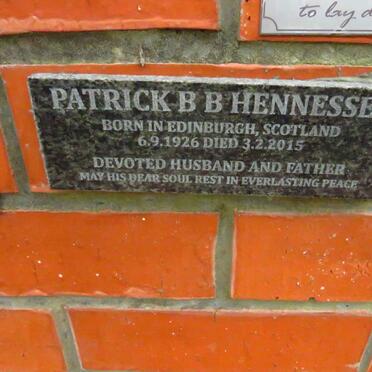 to lay d
PATRICK B B HENNESSE
BORN IN EDINBURGH, SCOTLAND
6.9.1926 DIED 3.2.2015
DEVOTED HUSBAND AND FATHER
MAY HIS DEAR SOUL REST IN EVERLASTING PEACE